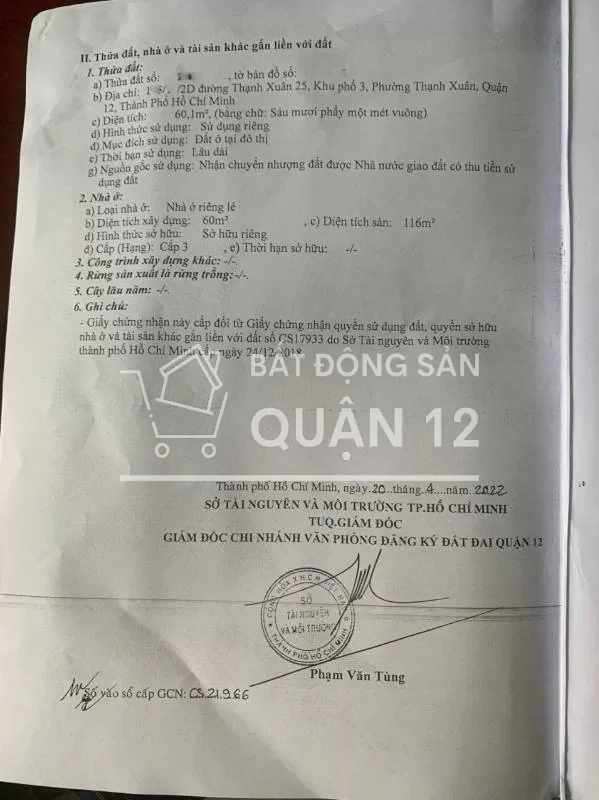 II. Thửa đất, nhà ở và tài sản khác gắn liền với đất
1. Thửa đất:
a) Thửa đất số: , tờ bản đồ số:
b) Địa chỉ: /2D đường Thạnh Xuân 25, Khu phố 3, Phường Thạnh Xuân, Quận
12, Thành Phố Hồ Chí Minh
c) Diện tích: 60,1m², (bằng chữ: Sáu mươi phẩy một mét vuông)
d) Hình thức sử dụng: Sử dụng riêng
đ) Mục đích sử dụng: Đất ở tại đô thị
e) Thời hạn sử dụng: Lâu dài
g) Nguồn gốc sử dụng: Nhận chuyển nhượng đất được Nhà nước giao đất có thu tiền sử
dụng đất
2. Nhà ở:
a) Loại nhà ở: Nhà ở riêng lẻ
b) Diện tích xây dựng: 60m² , c) Diện tích sàn: 116m²
d) Hình thức sở hữu: Sở hữu riêng
đ) Cấp (Hạng): Cấp 3 , e) Thời hạn sở hữu: -/-
3. Công trình xây dựng khác: -/-.
4. Rừng sản xuất là rừng trồng:-/-.
5. Cây lâu năm: -/-.
6. Ghi chú:
- Giấy chứng nhận này cấp đổi từ Giấy chứng nhận quyền sử dụng đất, quyền sở hữu
nhà ở và tài sản khác gắn liền với đất số CS17933 do Sở Tài nguyên và Môi trường
thành phố Hồ Chí Minh cấp ngày 24/12/2018
BẤT ĐỘNG SẢN
QUẬN 12
Thành phố Hồ Chí Minh, ngày 20 tháng 4 năm 2022
SỞ TÀI NGUYÊN VÀ MÔI TRƯỜNG TP.HỒ CHÍ MINH
TUQ.GIÁM ĐỐC
GIÁM ĐỐC CHI NHÁNH VĂN PHÒNG ĐĂNG KÝ ĐẤT ĐAI QUẬN 12
CỘNG HÒA X.H.C.N VIỆT NAM
SỞ
TÀI NGUYÊN
VÀ MÔI TRƯỜNG
THÀNH PHỐ HỒ CHÍ MINH
Phạm Văn Tùng
Số vào sổ cấp GCN: CS 21966